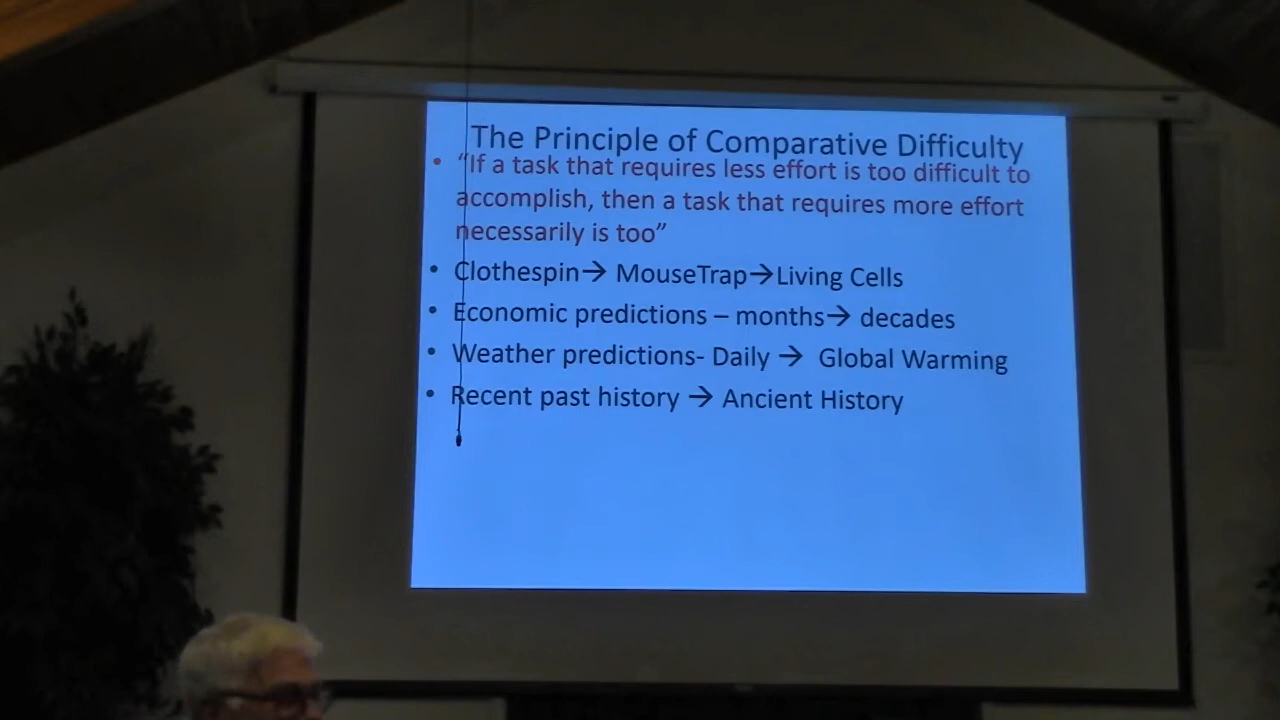 The Principle of Comparative Difficulty
• “If a task that requires less effort is too difficult to
accomplish, then a task that requires more effort
necessarily is too”
• Clothespin→ MouseTrap→Living Cells
• Economic predictions – months→ decades
• Weather predictions- Daily → Global Warming
• Recent past history → Ancient History